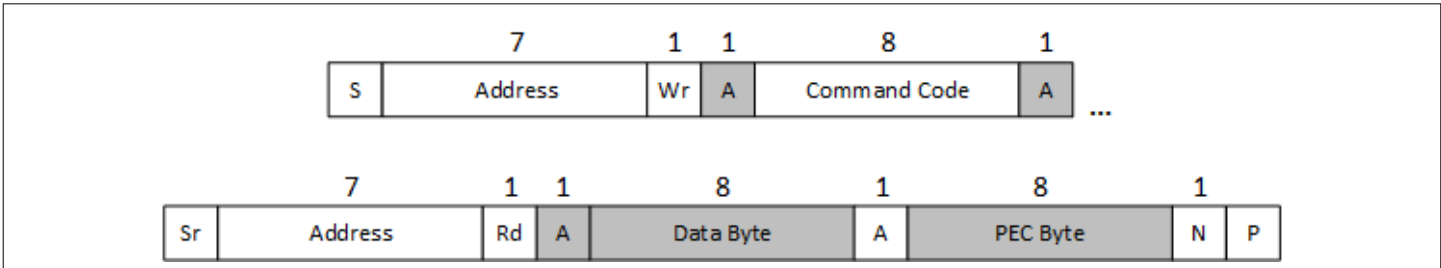 7 1 1 8 1
S Address Wr A Command Code A ...
7 1 1 8 1 8 1
Sr Address Rd A Data Byte A PEC Byte N P